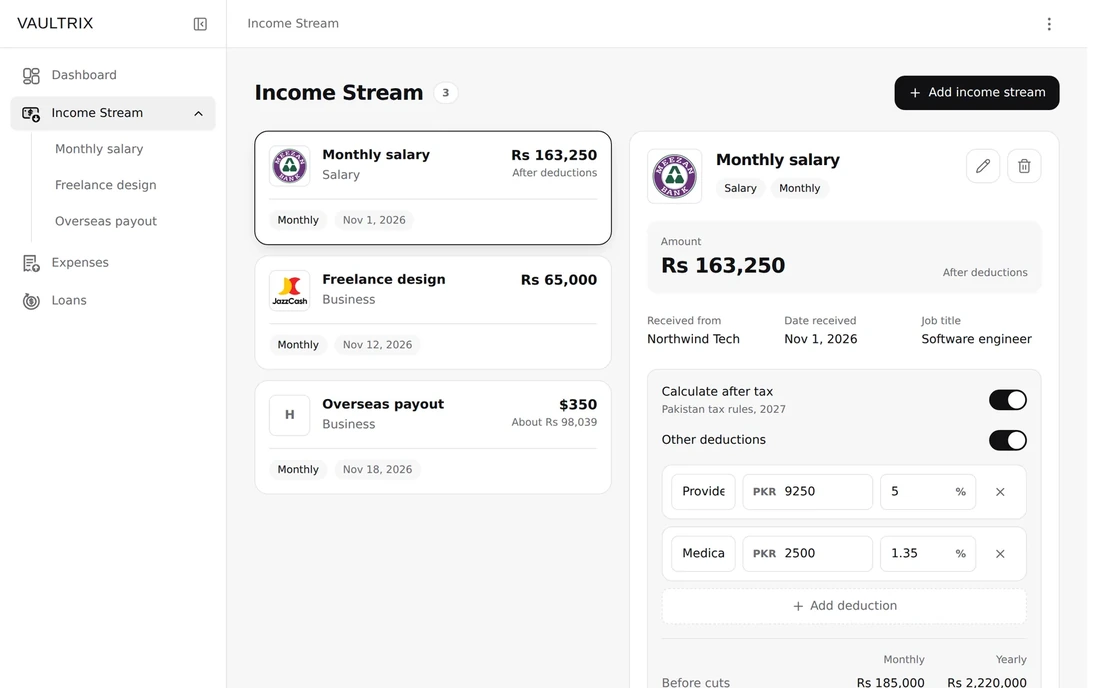 VAULTRIX
Income Stream
Dashboard
Income Stream
Monthly salary
Freelance design
Overseas payout
Expenses
Loans
Income Stream 3
+ Add income stream
MEEZAN BANK
Monthly salary
Salary
Rs 163,250
After deductions
Monthly Nov 1, 2026
JazzCash
Freelance design
Business
Rs 65,000
Monthly Nov 12, 2026
H
Overseas payout
Business
$350
About Rs 98,039
Monthly Nov 18, 2026
MEEZAN BANK
Monthly salary
Salary Monthly
Amount
Rs 163,250
After deductions
Received from
Northwind Tech
Date received
Nov 1, 2026
Job title
Software engineer
Calculate after tax
Pakistan tax rules, 2027
Other deductions
Provide PKR 9250 5 %
Medica PKR 2500 1.35 %
+ Add deduction
Monthly Yearly
Before cuts Rs 185,000 Rs 2,220,000